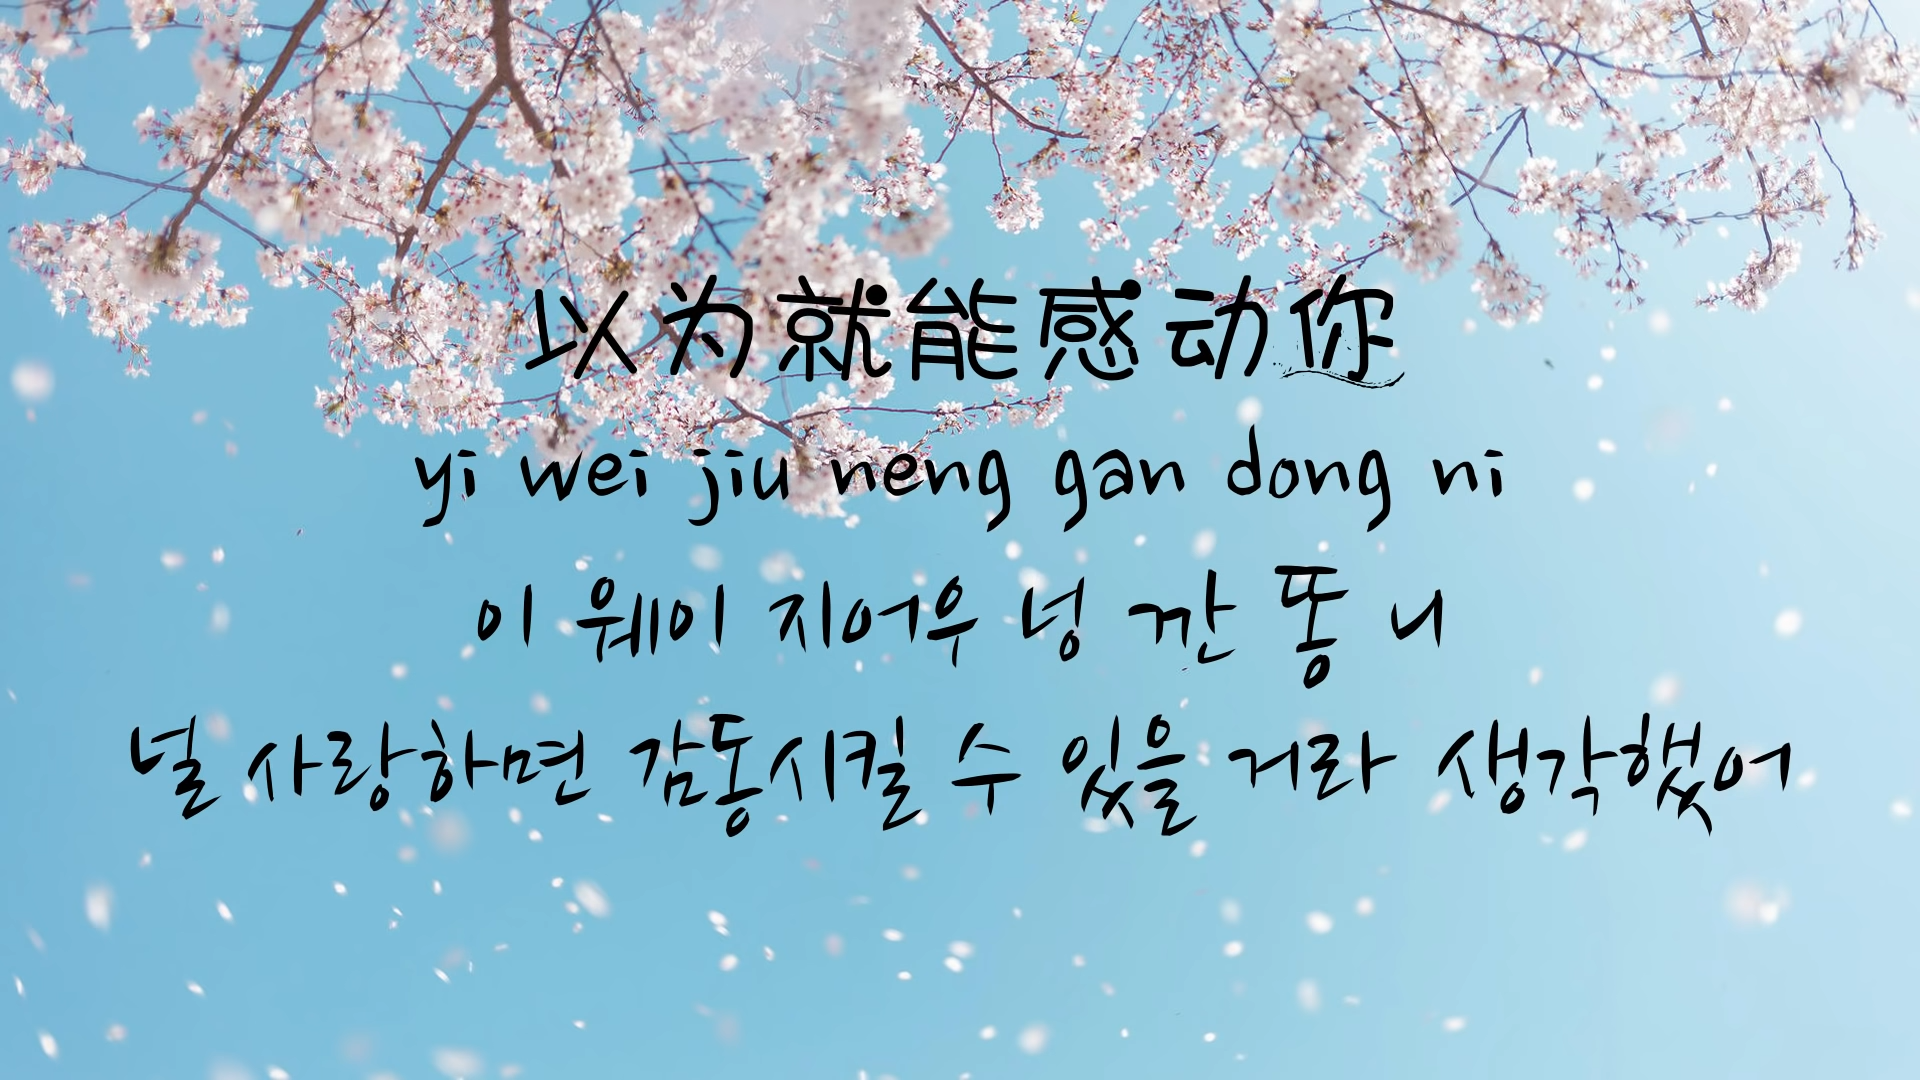 以为就能感动你
yi wei jiu neng gan dong ni
이 웨이 지어우 넝 깐 똥 니
널 사랑하면 감동시킬 수 있을 거라 생각했어